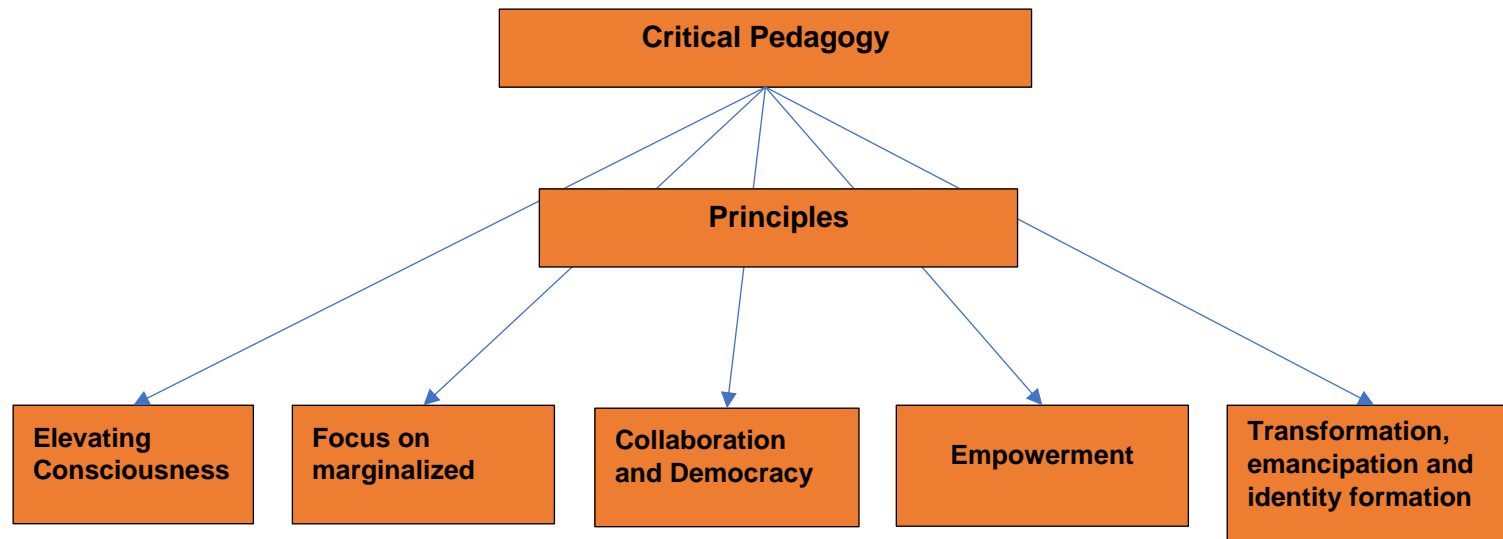 Critical Pedagogy
Principles
Elevating
Consciousness
Focus on
marginalized
Collaboration
and Democracy
Empowerment
Transformation,
emancipation and
identity formation